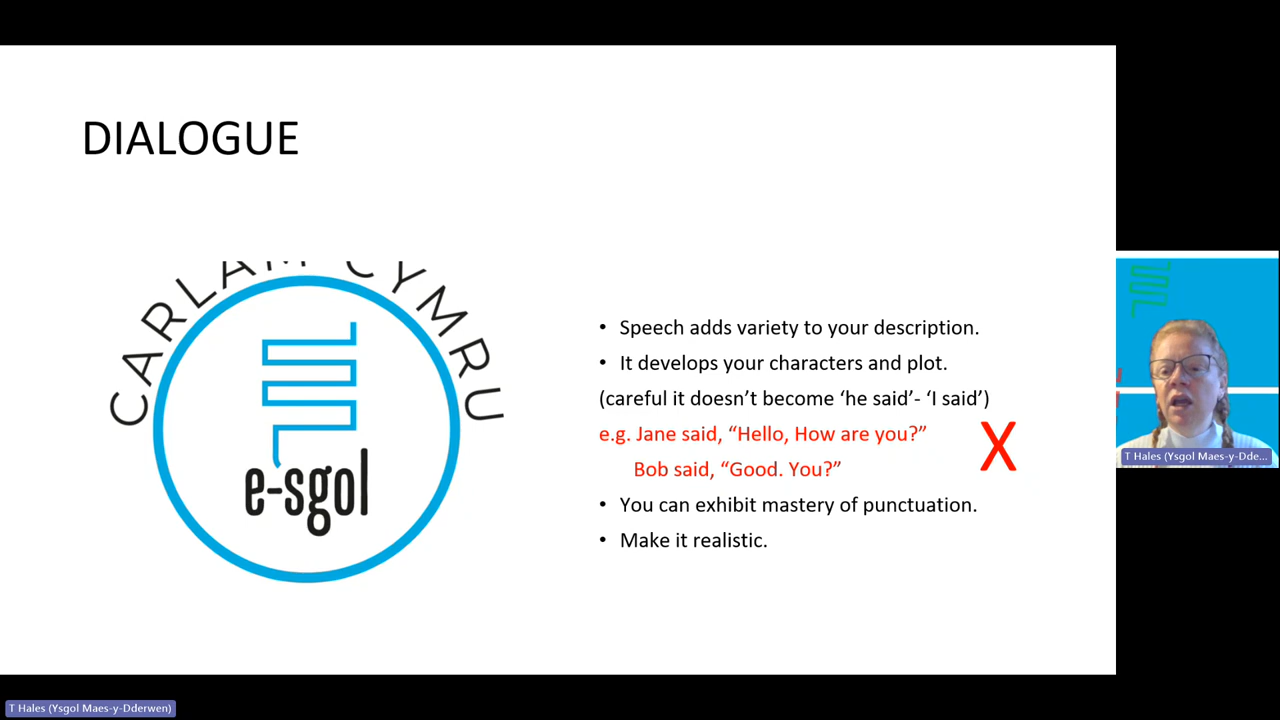 DIALOGUE
CARLAM CYMRU
e-sgol
• Speech adds variety to your description.
• It develops your characters and plot.
(careful it doesn’t become ‘he said’- ‘I said’)
e.g. Jane said, “Hello, How are you?”
Bob said, “Good. You?”
X
• You can exhibit mastery of punctuation.
• Make it realistic.
T Hales (Ysgol Maes-y-Dde...
T Hales (Ysgol Maes-y-Dderwen)